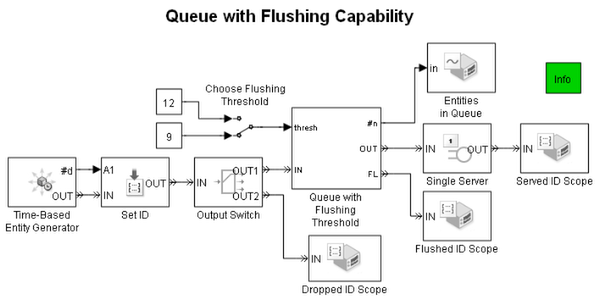 Queue with Flushing Capability
in
Entities
in Queue
Info
Choose Flushing
Threshold
12
9
thresh
#n
OUT
IN
FL
Queue with
Flushing
Threshold
IN
OUT
Single Server
IN
Served ID Scope
#d
OUT
Time-Based
Entity Generator
A1
IN
OUT
Set ID
IN
OUT1
OUT2
Output Switch
IN
Flushed ID Scope
IN
Dropped ID Scope